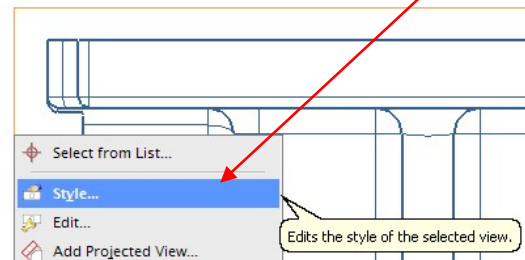 Select from List...
Style...
Edit...
Edits the style of the selected view.
Add Projected View...